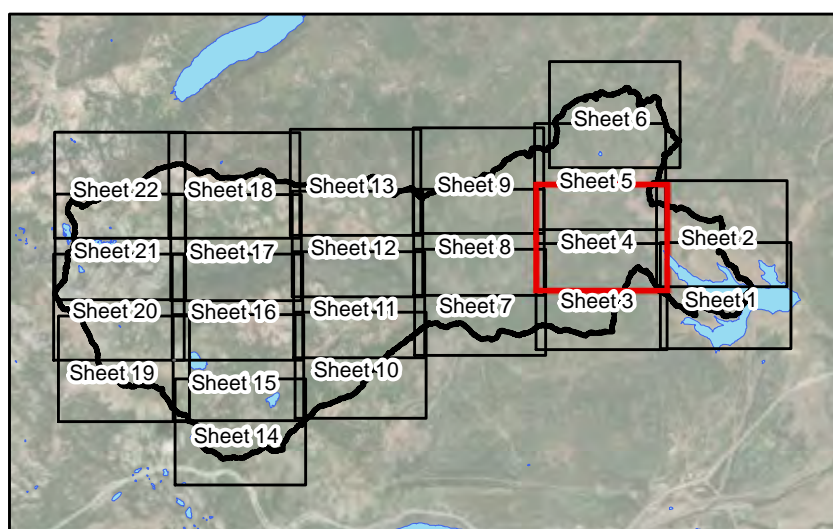 Sheet 6
Sheet 22
Sheet 18
Sheet 13
Sheet 9
Sheet 5
Sheet 21
Sheet 17
Sheet 12
Sheet 8
Sheet 4
Sheet 2
Sheet 20
Sheet 16
Sheet 11
Sheet 7
Sheet 3
Sheet 1
Sheet 19
Sheet 15
Sheet 10
Sheet 14